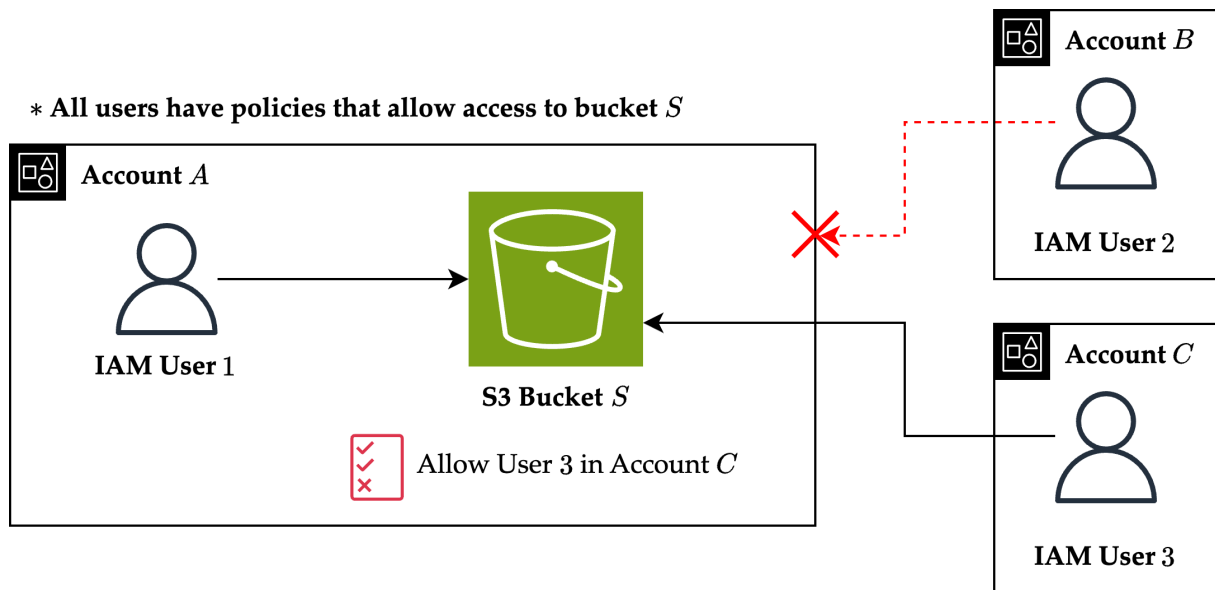 Account B
* All users have policies that allow access to bucket S
Account A
IAM User 2
IAM User 1
Account C
S3 Bucket S
Allow User 3 in Account C
IAM User 3